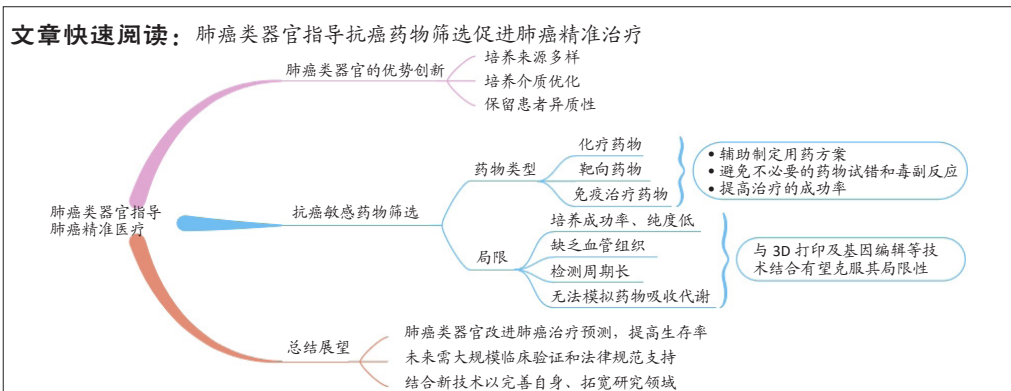 文章快速阅读：肺癌类器官指导抗癌药物筛选促进肺癌精准治疗
肺癌类器官指导
肺癌精准医疗
肺癌类器官的优势创新
培养来源多样
培养介质优化
保留患者异质性
抗癌敏感药物筛选
药物类型
化疗药物
靶向药物
免疫治疗药物
• 辅助制定用药方案
• 避免不必要的药物试错和毒副反应
• 提高治疗的成功率
局限
培养成功率、纯度低
缺乏血管组织
检测周期长
无法模拟药物吸收代谢
与 3D 打印及基因编辑等技
术结合有望克服其局限性
总结展望
肺癌类器官改进肺癌治疗预测，提高生存率
未来需大规模临床验证和法律规范支持
结合新技术以完善自身、拓宽研究领域